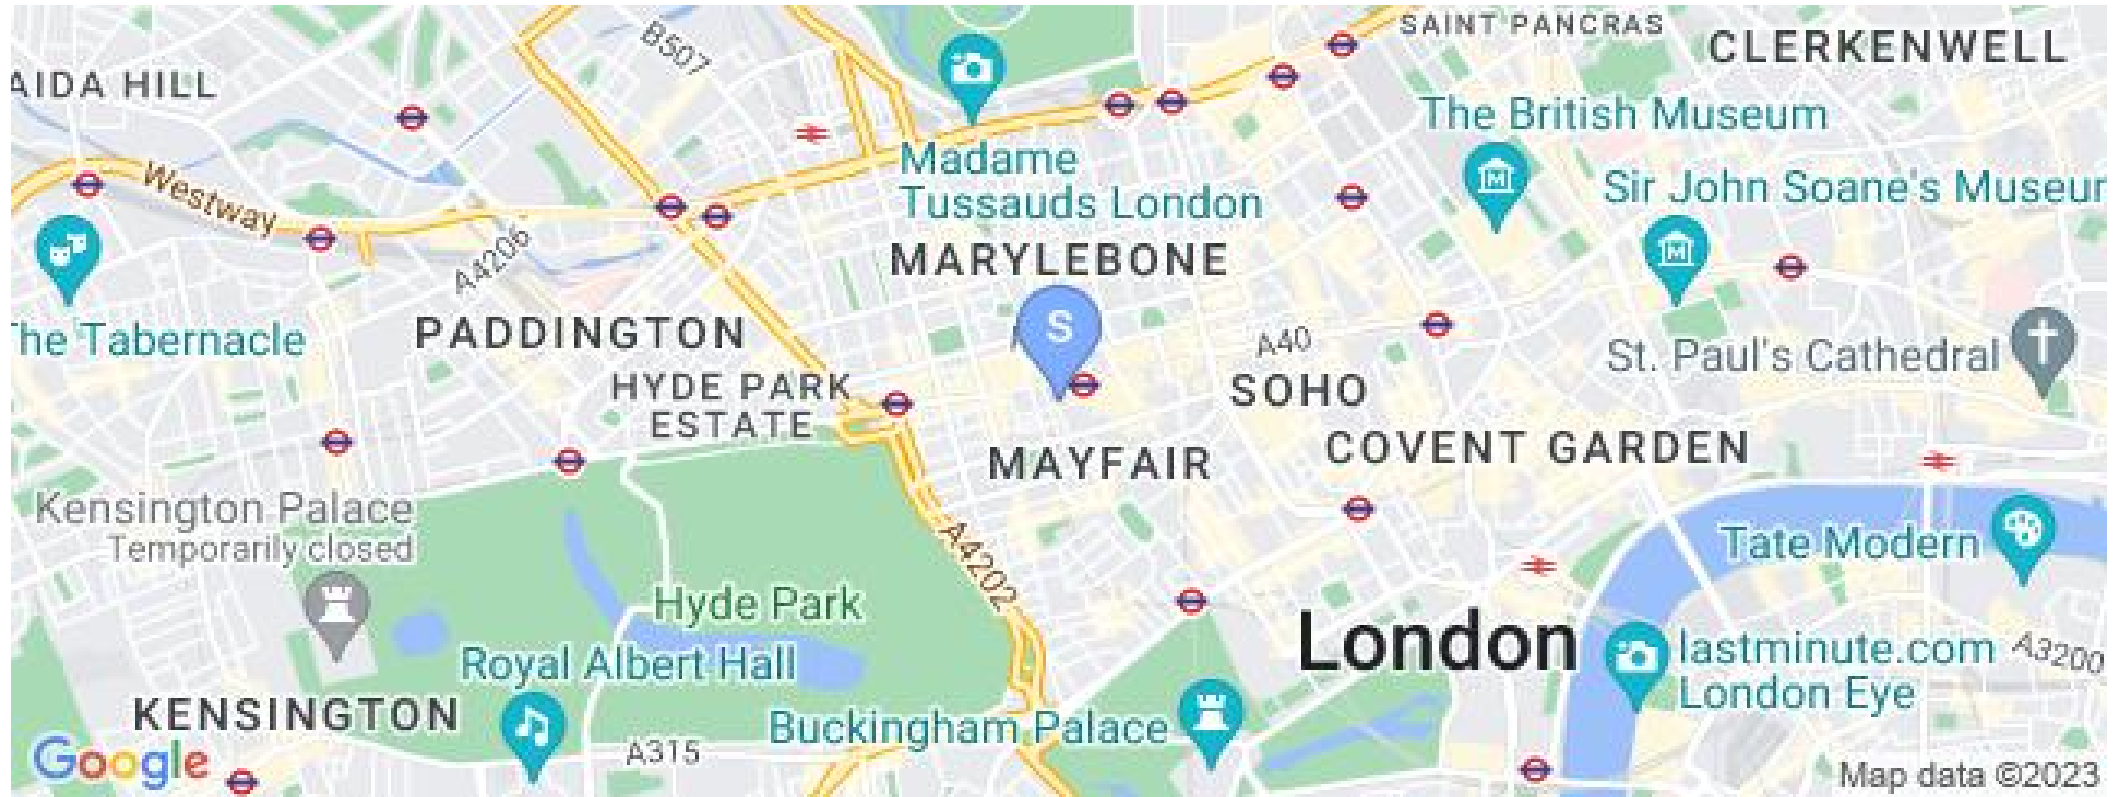 SAINT PANCRAS
CLERKENWELL
B507
AIDA HILL
The British Museum
Madame
Tussauds London
Westway
Sir John Soane's Museur
A4206
MARYLEBONE
S
PADDINGTON
The Tabernacle
A40
St. Paul's Cathedral
HYDE PARK
ESTATE
SOHO
MAYFAIR
COVENT GARDEN
Kensington Palace
Temporarily closed
A4202
Tate Modern
Hyde Park
London
Royal Albert Hall
lastminute.com
London Eye
A3200
KENSINGTON
Buckingham Palace
A315
Google
Map data ©2023